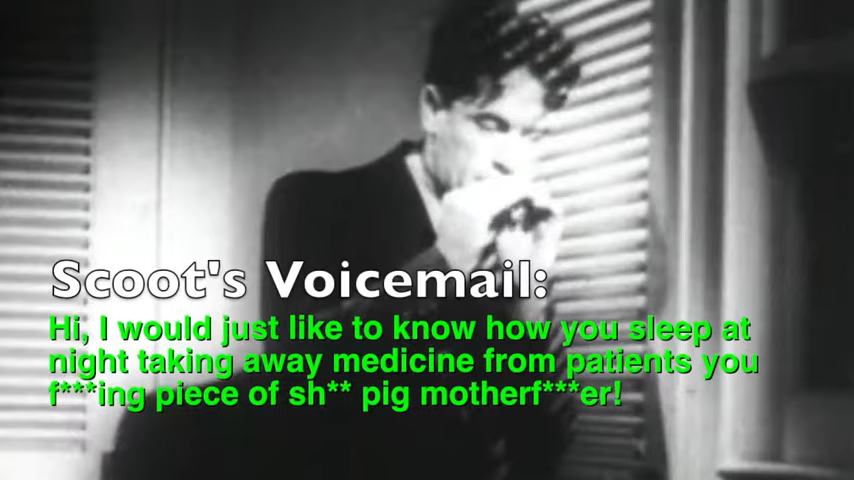 Scoot's Voicemail:
Hi, I would just like to know how you sleep at
night taking away medicine from patients you
f***ing piece of sh** pig motherf***er!